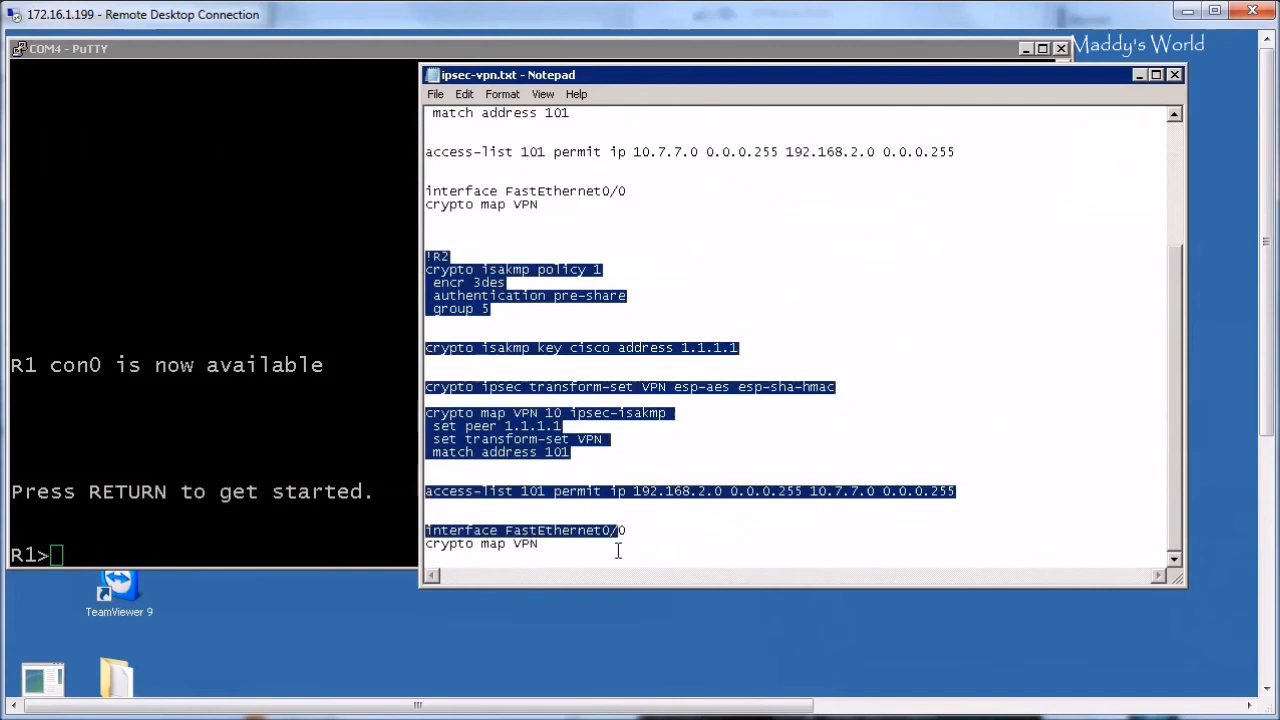 172.16.1.199 - Remote Desktop Connection
COM4 - PuTTY
Maddy's World
ipsec-vpn.txt - Notepad
File Edit Format View Help
match address 101
access-list 101 permit ip 10.7.7.0 0.0.0.255 192.168.2.0 0.0.0.255
interface FastEthernet0/0
crypto map VPN
!R2
crypto isakmp policy 1
encr 3des
authentication pre-share
group 5
crypto isakmp key cisco address 1.1.1.1
crypto ipsec transform-set VPN esp-aes esp-sha-hmac
crypto map VPN 10 ipsec-isakmp
set peer 1.1.1.1
set transform-set VPN
match address 101
access-list 101 permit ip 192.168.2.0 0.0.0.255 10.7.7.0 0.0.0.255
interface FastEthernet0/0
crypto map VPN
R1 con0 is now available
Press RETURN to get started.
R1>
TeamViewer 9